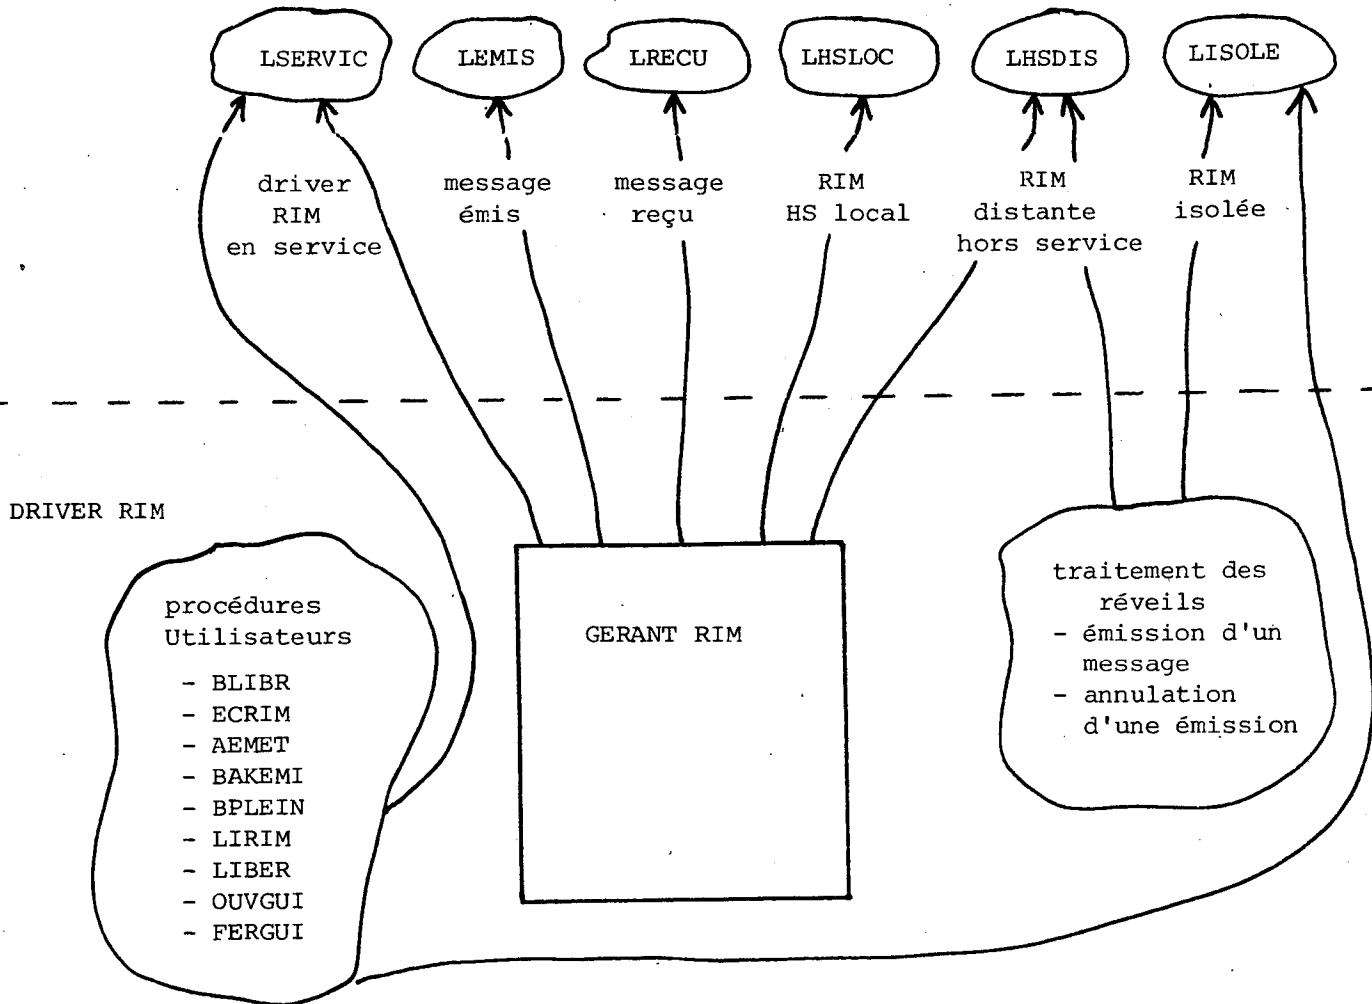 LSERVIC LEMIS LRECU LHSLOC LHSDIS LISOLE
driver
RIM
en service
message
émis
message
reçu
RIM
HS local
RIM
distante
hors service
RIM
isolée
DRIVER RIM
procédures
Utilisateurs
- BLIBR
- ECRIM
- AEMET
- BAKEMI
- BPLEIN
- LIRIM
- LIBER
- OUVGUI
- FERGUI
GERANT RIM
traitement des
réveils
- émission d'un
message
- annulation
d'une émission